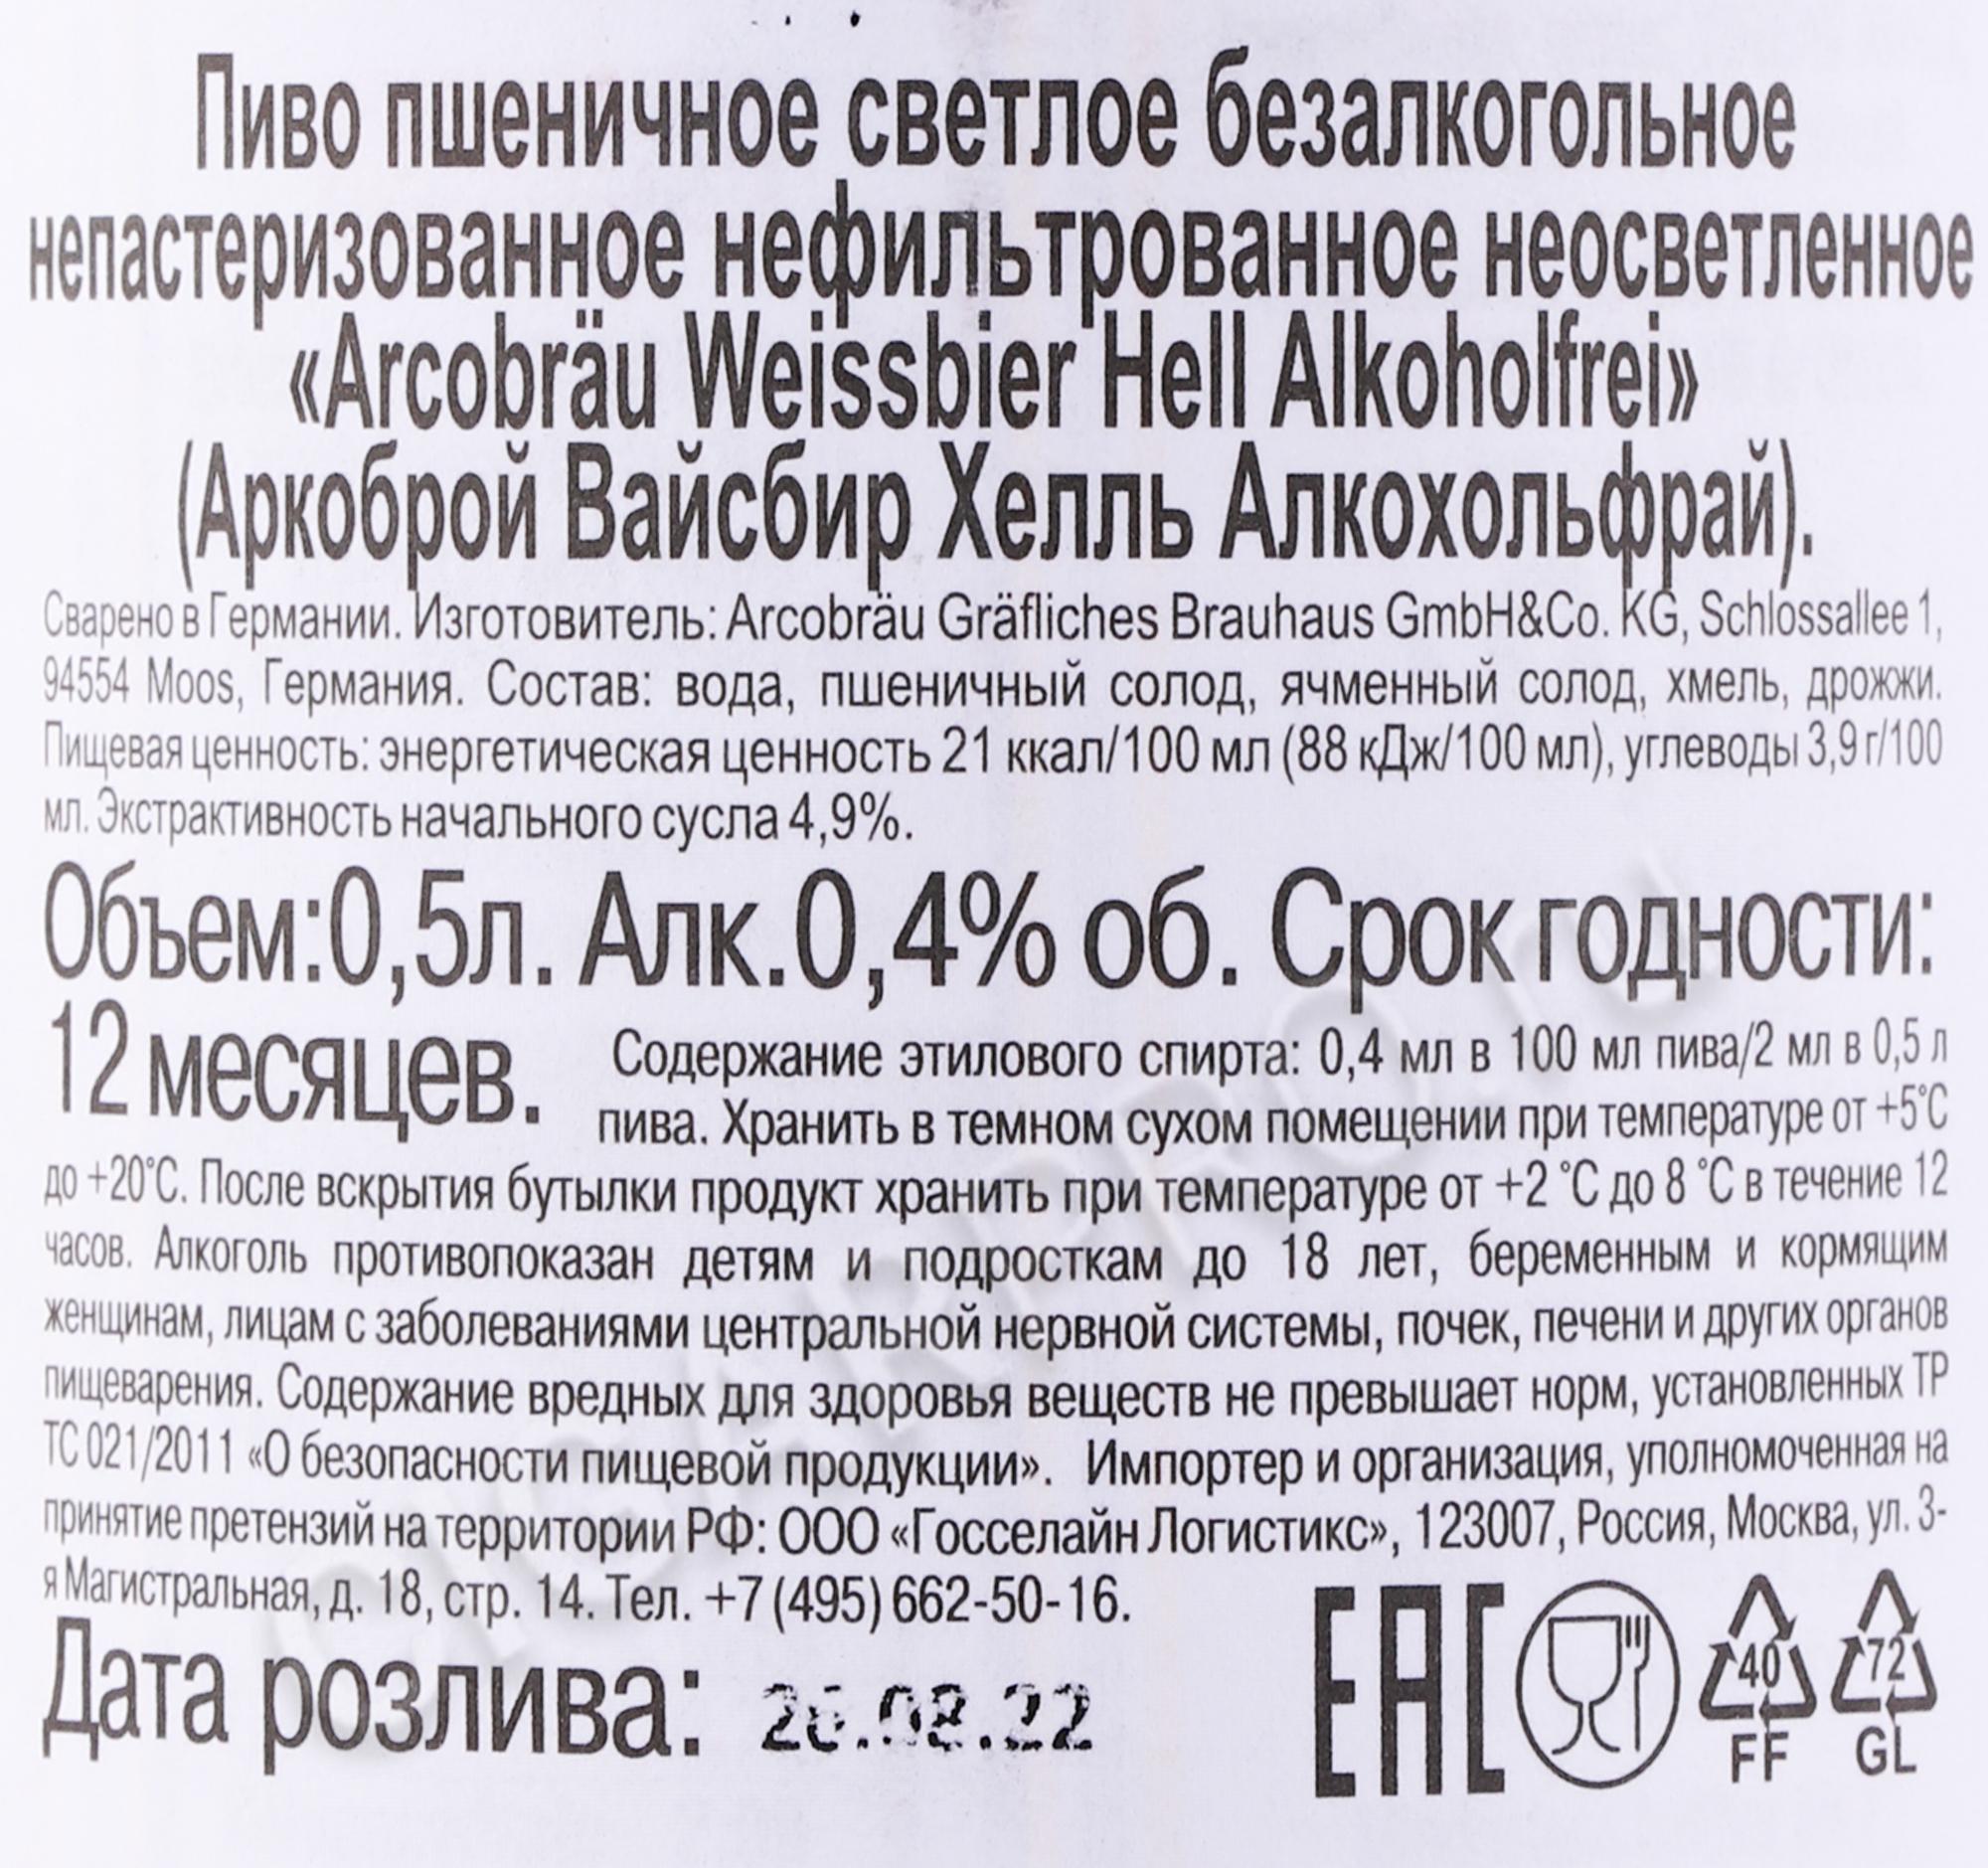 Пиво пшеничное светлое безалкогольное
непастеризованное нефильтрованное неосветленное
«Arcobräu Weissbier Hell Alkoholfrei»
(Аркоброй Вайсбир Хелль Алкохольфрай).
Сварено в Германии. Изготовитель: Arcobräu Gräfliches Brauhaus GmbH&Co. KG, Schlossallee 1,
94554 Moos, Германия. Состав: вода, пшеничный солод, ячменный солод, хмель, дрожжи.
Пищевая ценность: энергетическая ценность 21 ккал/100 мл (88 кДж/100 мл), углеводы 3,9 г/100
мл. Экстрактивность начального сусла 4,9%.
Объем:0,5л. Алк.0,4% об. Срок годности:
12 месяцев.
Содержание этилового спирта: 0,4 мл в 100 мл пива/2 мл в 0,5 л
пива. Хранить в темном сухом помещении при температуре от +5°С
до +20°С. После вскрытия бутылки продукт хранить при температуре от +2 °С до 8 °С в течение 12
часов. Алкоголь противопоказан детям и подросткам до 18 лет, беременным и кормящим
женщинам, лицам с заболеваниями центральной нервной системы, почек, печени и других органов
пищеварения. Содержание вредных для здоровья веществ не превышает норм, установленных ТР
ТС 021/2011 «О безопасности пищевой продукции». Импортер и организация, уполномоченная на
принятие претензий на территории РФ: ООО «Госселайн Логистикс», 123007, Россия, Москва, ул. 3-
я Магистральная, д. 18, стр. 14. Тел. +7 (495) 662-50-16.
Дата розлива:
EAC
40
FF
72
GL
CIGARPRO.ru